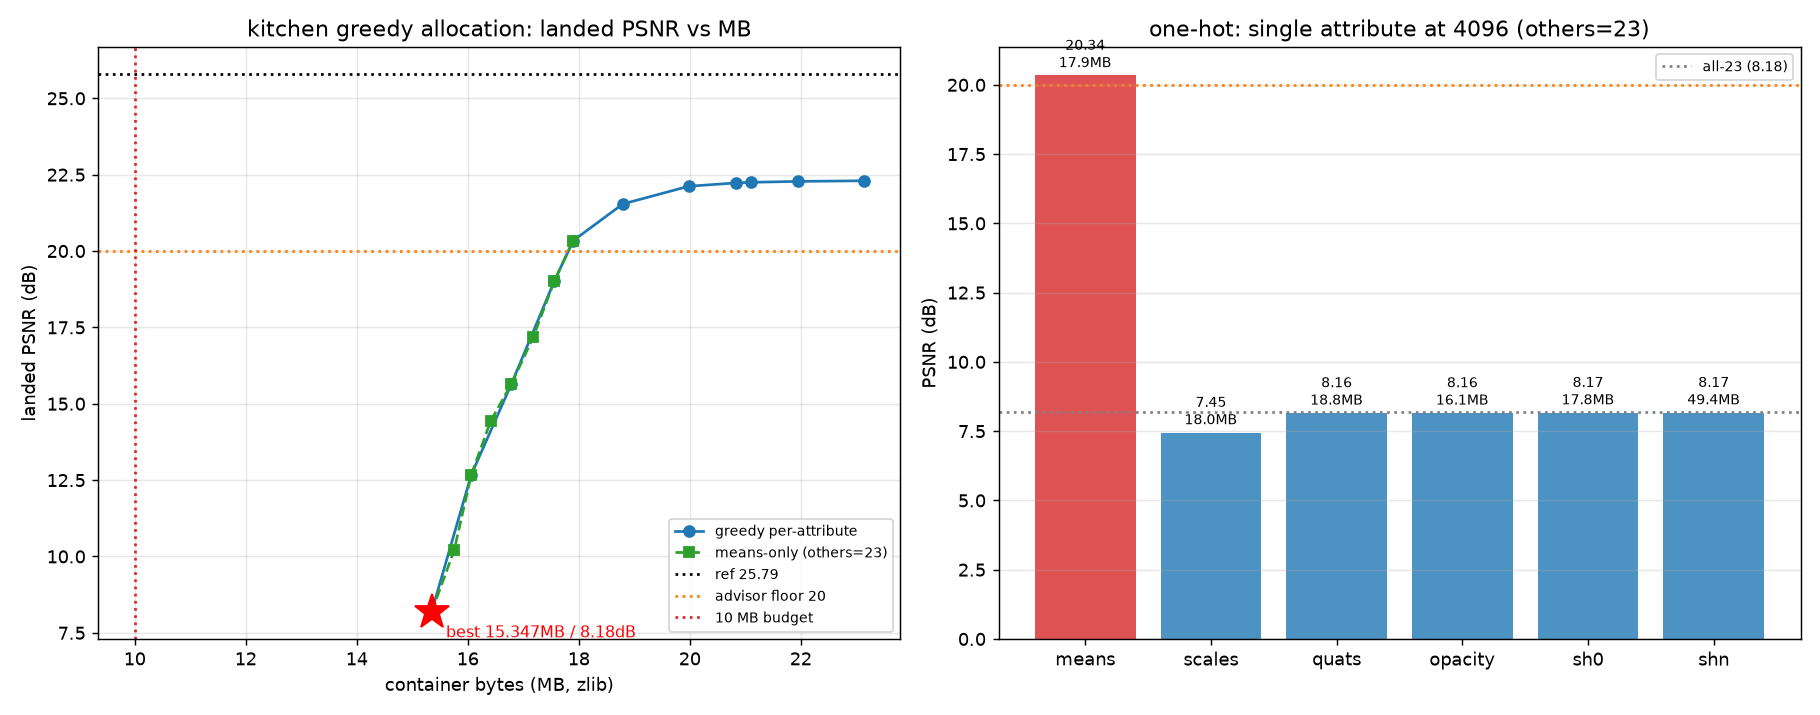 kitchen greedy allocation: landed PSNR vs MB
landed PSNR (dB)
25.0
22.5
20.0
17.5
15.0
12.5
10.0
7.5
best 15.347MB / 8.18dB
greedy per-attribute
means-only (others=23)
ref 25.79
advisor floor 20
10 MB budget
10
12
14
16
18
20
22
container bytes (MB, zlib)
one-hot: single attribute at 4096 (others=23)
PSNR (dB)
20.0
17.5
15.0
12.5
10.0
7.5
5.0
2.5
0.0
all-23 (8.18)
20.34
17.9MB
7.45
18.0MB
8.16
18.8MB
8.16
16.1MB
8.17
17.8MB
8.17
49.4MB
means
scales
quats
opacity
sh0
shn